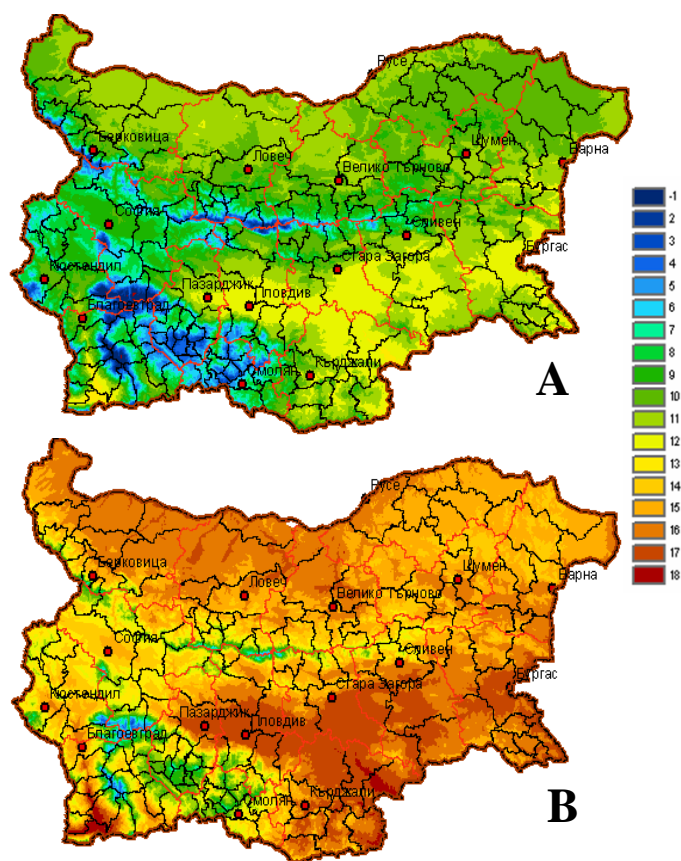 Русе
4
Берковица
Ловеч
Шумен
Велико Търново
Варна
София
Сливен
Бургас
Стара Загора
Кюстендил
Пазарджик
Пловдив
Благоевград
Кърджали
Смолян
A
-1
2
3
4
5
6
7
8
9
10
11
12
13
14
15
16
17
18
Русе
Берковица
Шумен
Ловеч
Варна
Велико Търново
София
Сливен
Бургас
Стара Загора
Кюстендил
Пазарджик
Пловдив
Благоевград
Кърджали
Смолян
B